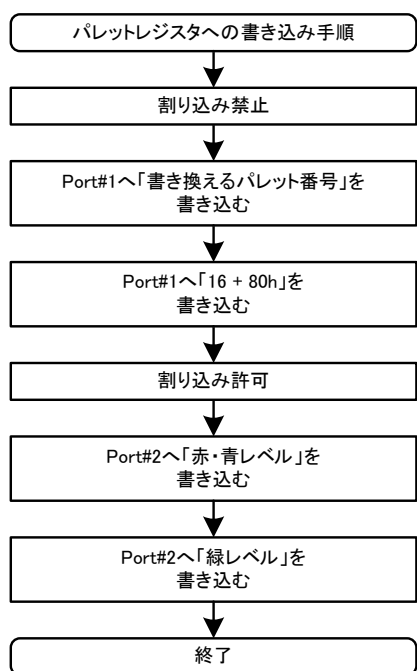 パレットレジスタへの書き込み手順
割り込み禁止
Port#1へ「書き換えるパレット番号」を
書き込む
Port#1へ「16 + 80h」を
書き込む
割り込み許可
Port#2へ「赤・青レベル」を
書き込む
Port#2へ「緑レベル」を
書き込む
終了